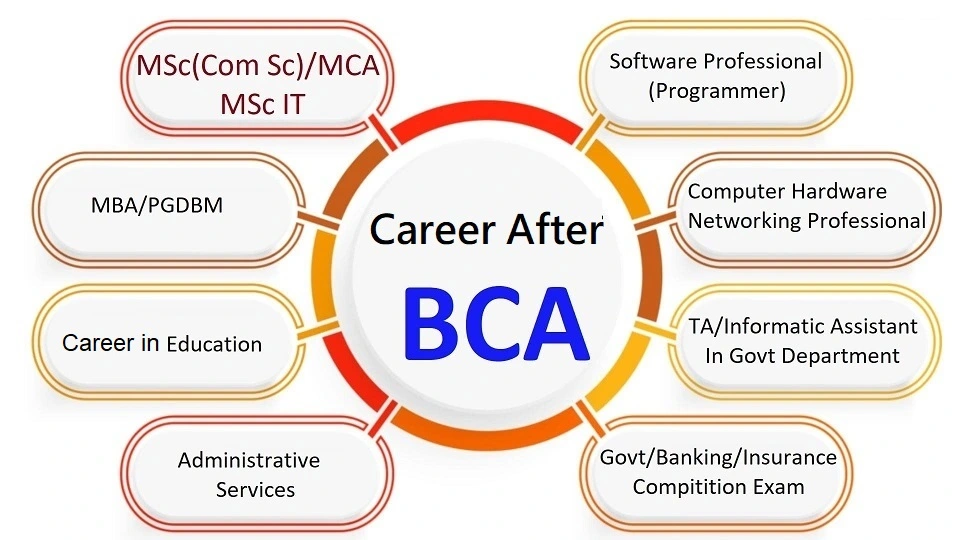 Career After
BCA
MSc(Com Sc)/MCA
MSc IT
MBA/PGDBM
Career in Education
Administrative
Services
Software Professional
(Programmer)
Computer Hardware
Networking Professional
TA/Informatic Assistant
In Govt Department
Govt/Banking/Insurance
Compitition Exam